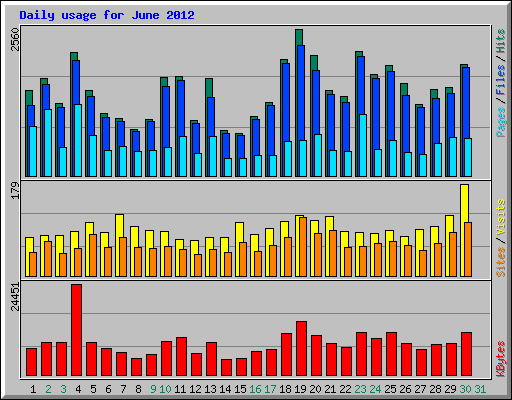 Daily usage for June 2012
2560
Pages / Files / Hits
179
Sites / Visits
24451
KBytes
1 2 3 4 5 6 7 8 9 10 11 12 13 14 15 16 17 18 19 20 21 22 23 24 25 26 27 28 29 30 31